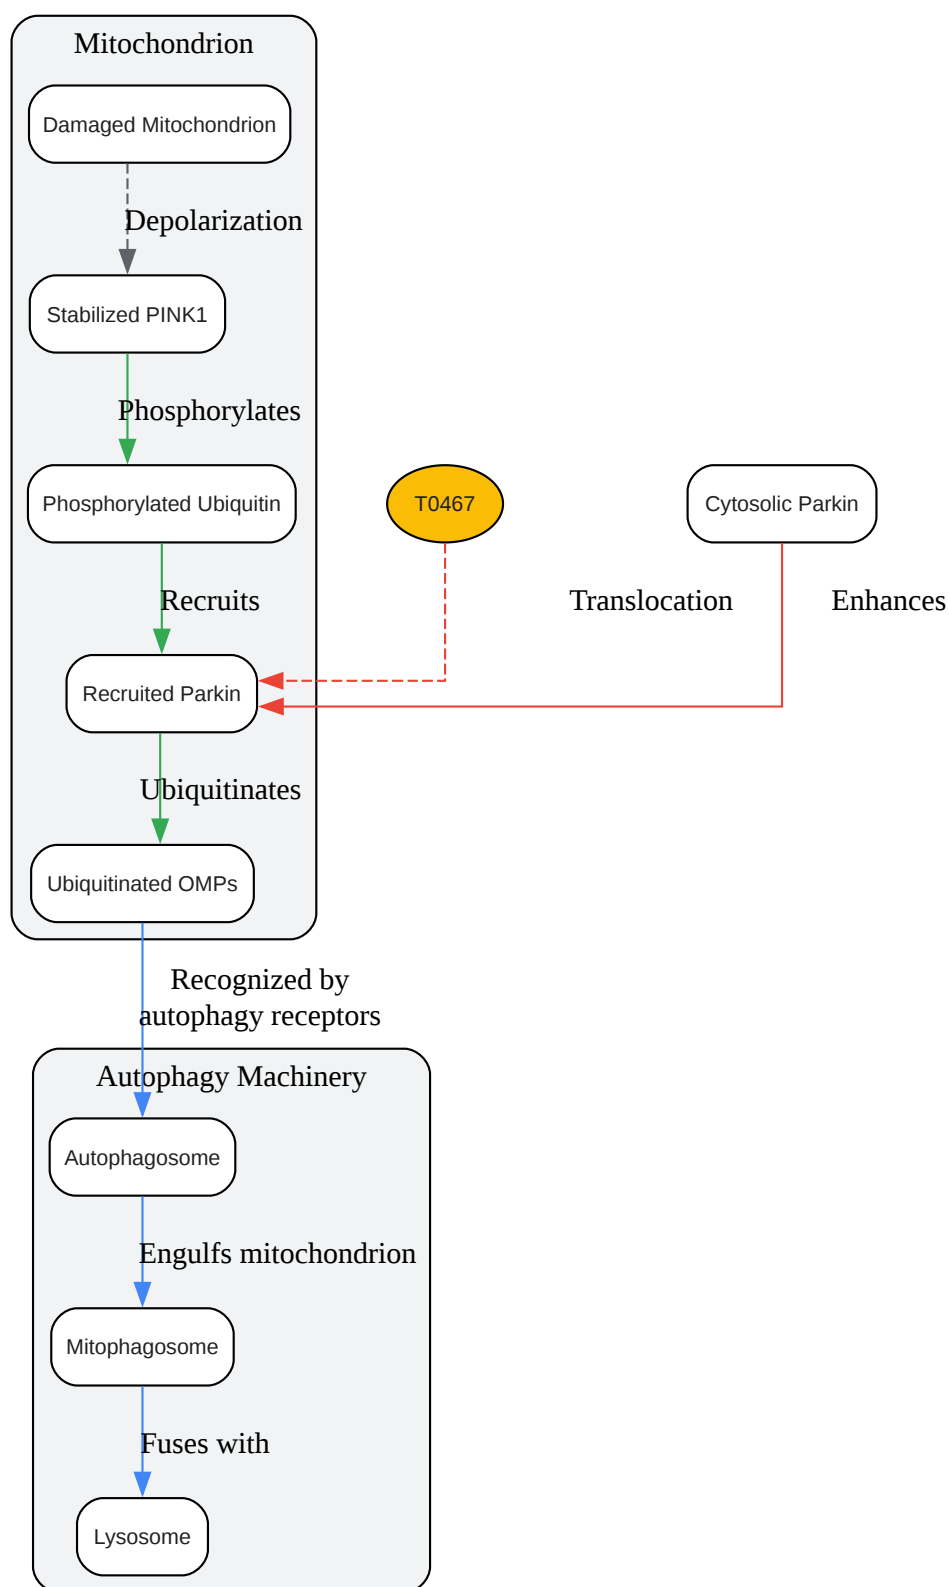 Mitochondrion
Damaged Mitochondrion
Depolarization
Stabilized PINK1
Phosphorylates
Phosphorylated Ubiquitin
T0467
Cytosolic Parkin
Recruits
Translocation
Enhances
Recruited Parkin
Ubiquitinates
Ubiquitinated OMPs
Recognized by
autophagy receptors
Autophagy Machinery
Autophagosome
Engulfs mitochondrion
Mitophagosome
Fuses with
Lysosome